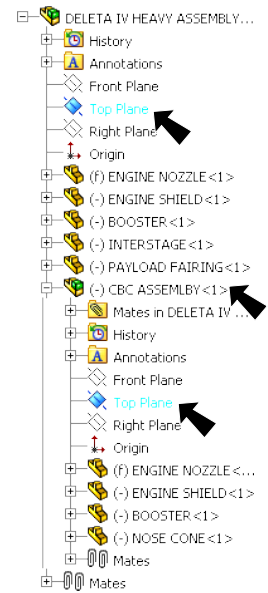 DELETA IV HEAVY ASSEMBLY...
History
Annotations
Front Plane
Top Plane
Right Plane
Origin
(f) ENGINE NOZZLE<1>
(-) ENGINE SHIELD<1>
(-) BOOSTER<1>
(-) INTERSTAGE<1>
(-) PAYLOAD FAIRING<1>
(-) CBC ASSEMLBY<1>
Mates in DELETA IV ...
History
Annotations
Front Plane
Top Plane
Right Plane
Origin
(f) ENGINE NOZZLE<...
(-) ENGINE SHIELD<1>
(-) BOOSTER<1>
(-) NOSE CONE<1>
Mates
Mates